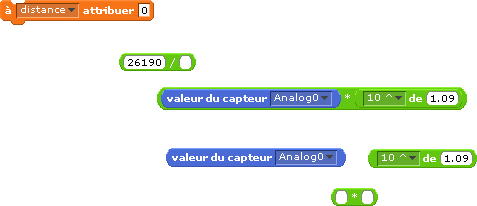 à distance attribuer 0
26190 /
valeur du capteur Analog0 * 10 ^ de 1.09
valeur du capteur Analog0 10 ^ de 1.09
*